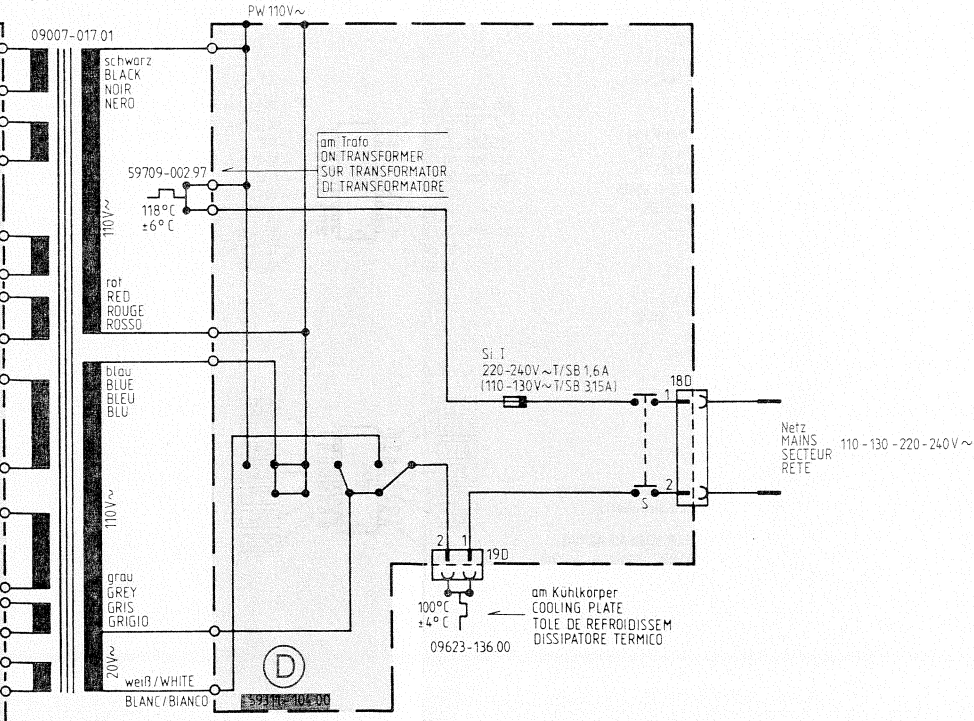 PW 110V~
09007-017.01
schwarz
BLACK
NOIR
NERO
am Trafo
ON TRANSFORMER
SUR TRANSFORMATOR
DI TRANSFORMATORE
59709-002.97
118°C
±6°C
110V~
rot
RED
ROUGE
ROSSO
blau
BLUE
BLEU
BLU
Si I
220-240V~T/SB 1,6A
(110-130V~T/SB 3,15A)
18D
1
Netz
MAINS
SECTEUR
RETE
110-130-220-240V~
2
S
110V~
2 1
19D
grau
GREY
GRIS
GRIGIO
100°C
±4°C
am Kühlkörper
COOLING PLATE
TOLE DE REFROIDISSEM
DISSIPATORE TERMICO
09623-136.00
20V~
D
weiß/WHITE
BLANC/BIANCO
59311-104.00